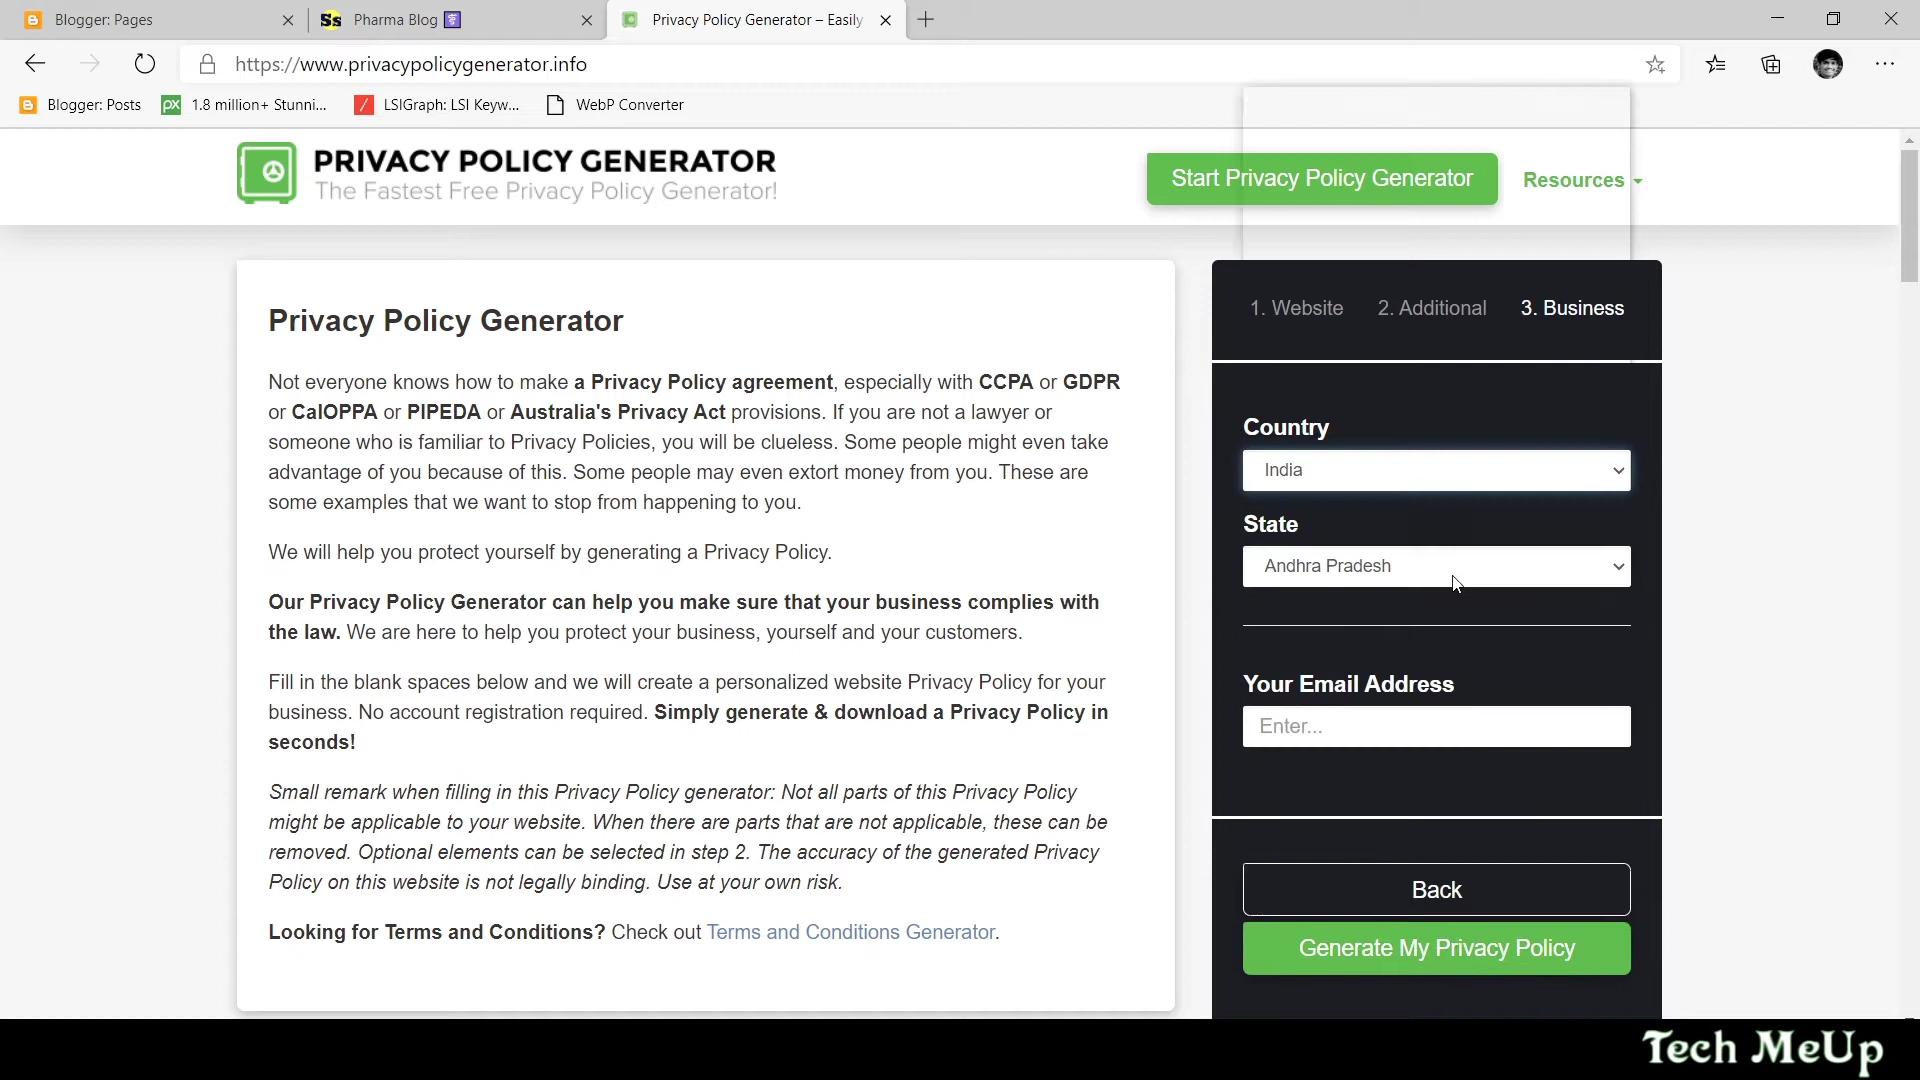 Blogger: Pages
Ss Pharma Blog
Privacy Policy Generator – Easily
https://www.privacypolicygenerator.info
Blogger: Posts
px 1.8 million+ Stunni...
LSIGraph: LSI Keyw...
WebP Converter
PRIVACY POLICY GENERATOR
The Fastest Free Privacy Policy Generator!
Start Privacy Policy Generator
Resources
Privacy Policy Generator
Not everyone knows how to make a Privacy Policy agreement, especially with CCPA or GDPR
or CalOPPA or PIPEDA or Australia's Privacy Act provisions. If you are not a lawyer or
someone who is familiar to Privacy Policies, you will be clueless. Some people might even take
advantage of you because of this. Some people may even extort money from you. These are
some examples that we want to stop from happening to you.
We will help you protect yourself by generating a Privacy Policy.
Our Privacy Policy Generator can help you make sure that your business complies with
the law. We are here to help you protect your business, yourself and your customers.
Fill in the blank spaces below and we will create a personalized website Privacy Policy for your
business. No account registration required. Simply generate & download a Privacy Policy in
seconds!
Small remark when filling in this Privacy Policy generator: Not all parts of this Privacy Policy
might be applicable to your website. When there are parts that are not applicable, these can be
removed. Optional elements can be selected in step 2. The accuracy of the generated Privacy
Policy on this website is not legally binding. Use at your own risk.
Looking for Terms and Conditions? Check out Terms and Conditions Generator.
1. Website
2. Additional
3. Business
Country
India
State
Andhra Pradesh
Your Email Address
Enter...
Back
Generate My Privacy Policy
Tech MeUp